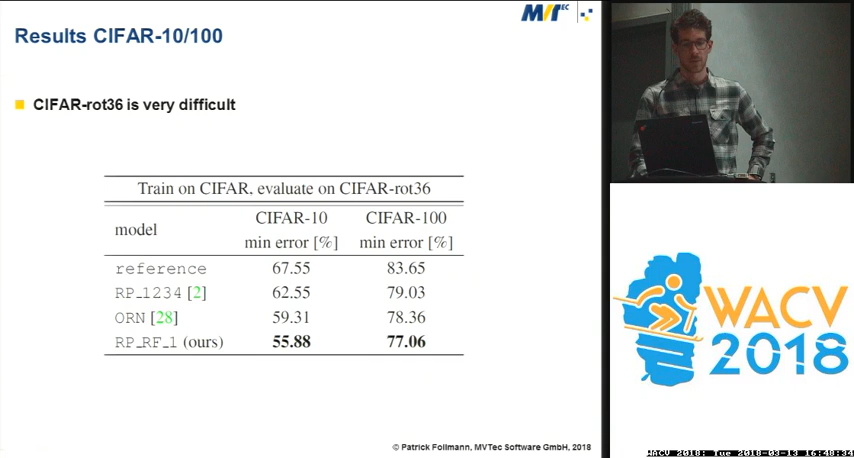 Results CIFAR-10/100
MVTEC
CIFAR-rot36 is very difficult
Train on CIFAR, evaluate on CIFAR-rot36
model CIFAR-10 min error [%] CIFAR-100 min error [%]
reference 67.55 83.65
RP_1234 [2] 62.55 79.03
ORN [28] 59.31 78.36
RP_RF_1 (ours) 55.88 77.06
© Patrick Follmann, MVTec Software GmbH, 2018
WACV
2018
WACV 2018: Tue 2018-03-13 16:48:34